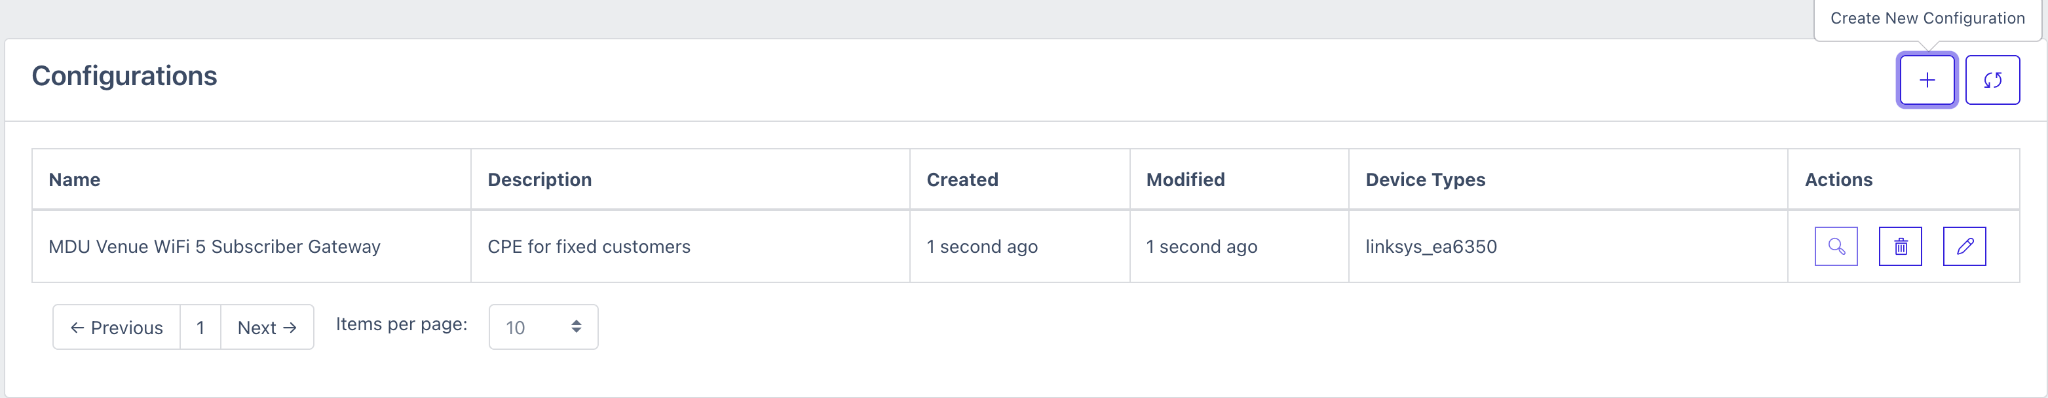 Create New Configuration
Configurations
Name Description Created Modified Device Types Actions
MDU Venue WiFi 5 Subscriber Gateway CPE for fixed customers 1 second ago 1 second ago linksys_ea6350
← Previous 1 Next → Items per page: 10